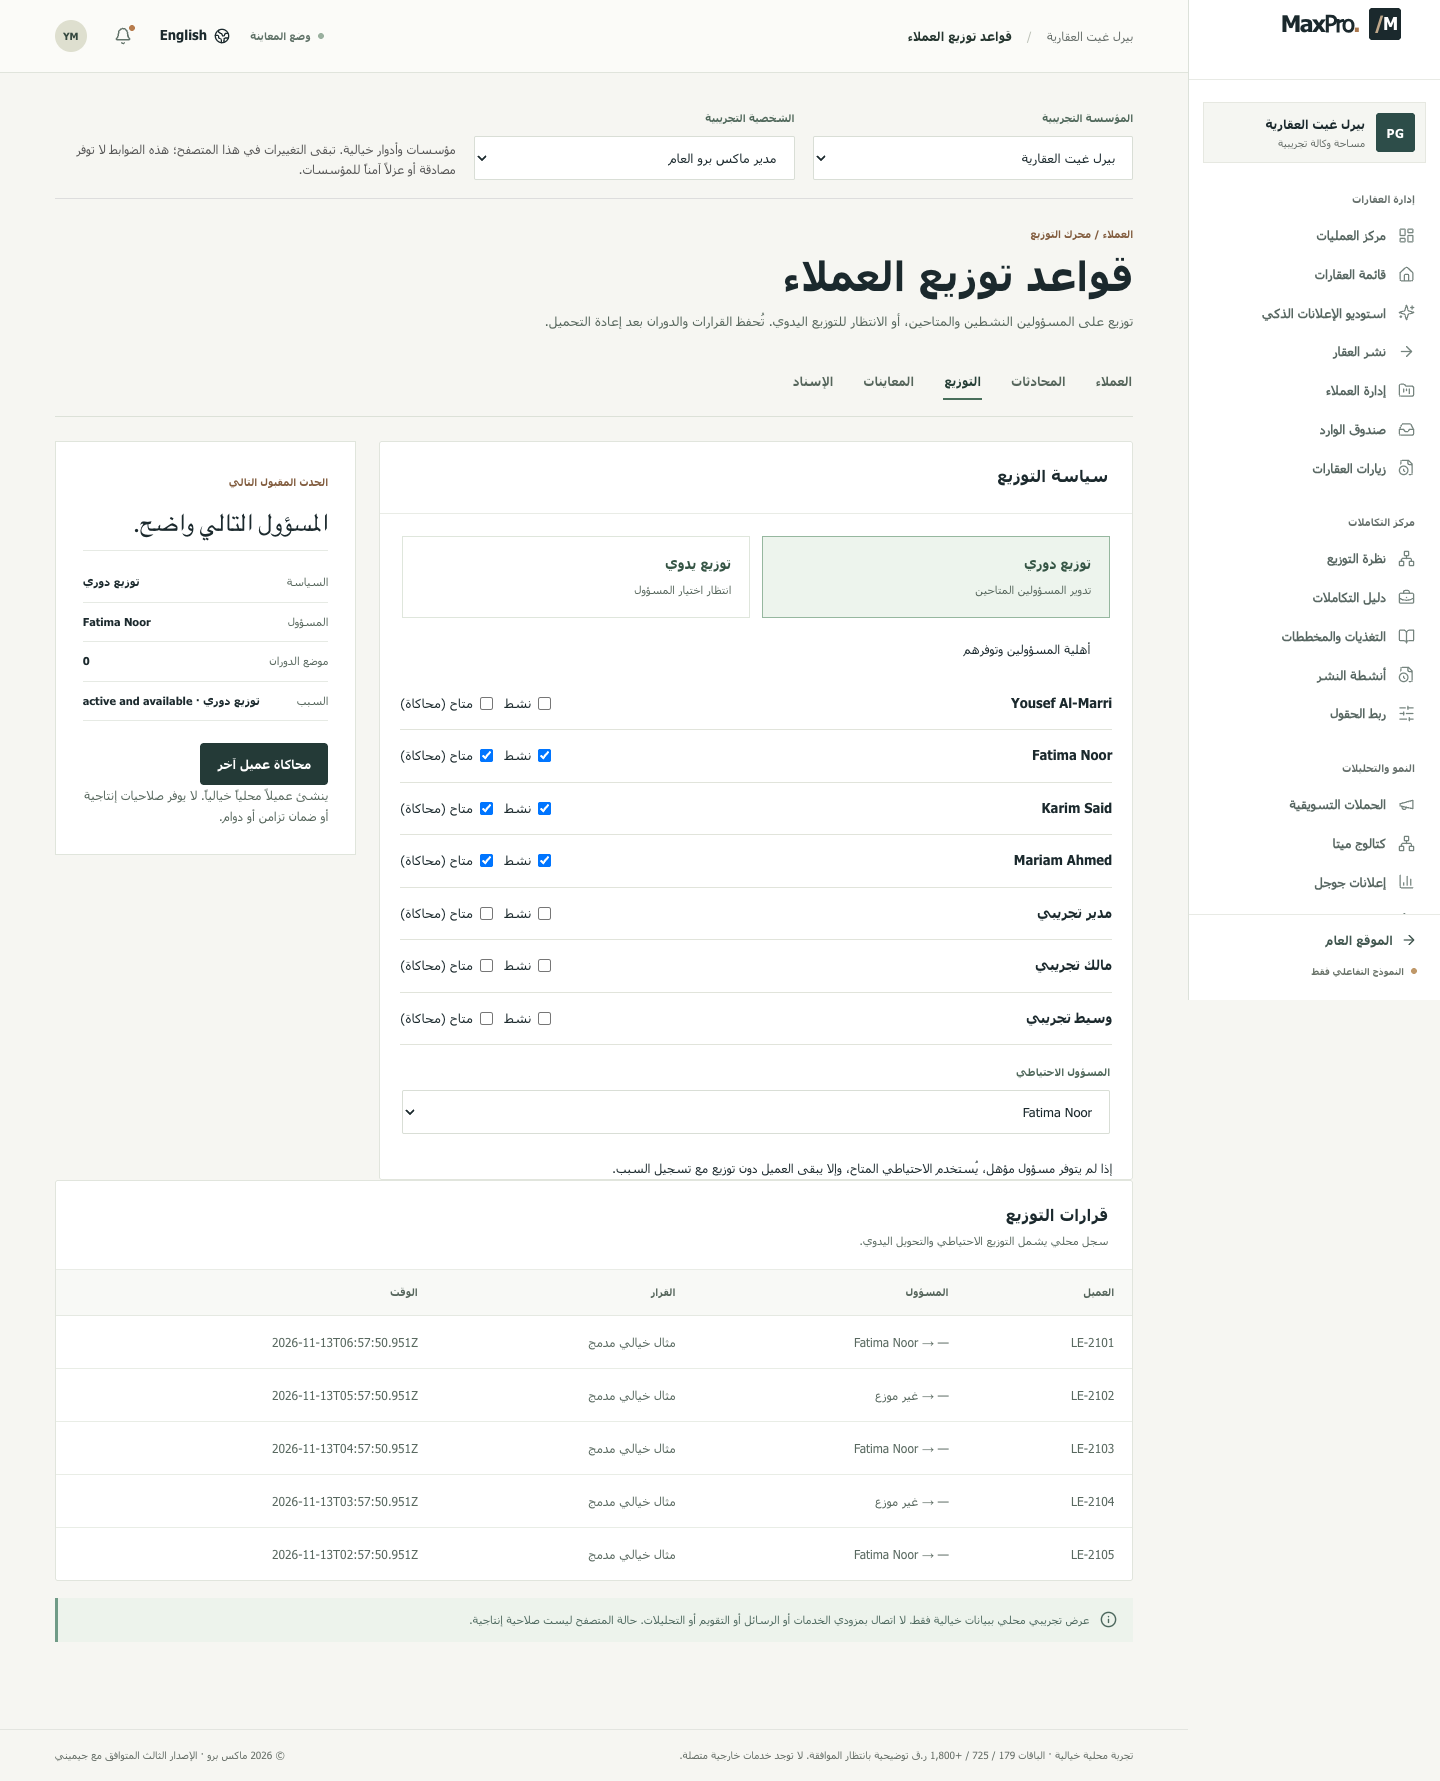 /M MaxPro.
PG
بيرل غيت العقارية
مساحة وكالة تجريبية
إدارة العقارات
مركز العمليات
قائمة العقارات
استوديو الإعلانات الذكي
نشر العقار
إدارة العملاء
صندوق الوارد
زيارات العقارات
مركز التكاملات
نظرة التوزيع
دليل التكاملات
التغذيات والمخططات
أنشطة النشر
ربط الحقول
النمو والتحليلات
الحملات التسويقية
كتالوج ميتا
إعلانات جوجل
الموقع العام
النموذج التفاعلي فقط
بيرل غيت العقارية / قواعد توزيع العملاء
وضع المعاينة
English
YM
المؤسسة التجريبية
بيرل غيت العقارية
الشخصية التجريبية
مدير ماكس برو العام
مؤسسات وأدوار خيالية. تبقى التغييرات في هذا المتصفح؛ هذه الضوابط لا توفر
مصادقة أو عزلاً آمناً للمؤسسات.
العملاء / محرك التوزيع
قواعد توزيع العملاء
توزيع على المسؤولين النشطين والمتاحين، أو الانتظار للتوزيع اليدوي. تُحفظ القرارات والدوران بعد إعادة التحميل.
العملاء
المحادثات
التوزيع
المعاينات
الإسناد
سياسة التوزيع
توزيع دوري
تدوير المسؤولين المتاحين
توزيع يدوي
انتظار اختيار المسؤول
أهلية المسؤولين وتوفرهم
Yousef Al-Marri نشط متاح (محاكاة)
Fatima Noor نشط متاح (محاكاة)
Karim Said نشط متاح (محاكاة)
Mariam Ahmed نشط متاح (محاكاة)
مدير تجريبي نشط متاح (محاكاة)
مالك تجريبي نشط متاح (محاكاة)
وسيط تجريبي نشط متاح (محاكاة)
المسؤول الاحتياطي
Fatima Noor
إذا لم يتوفر مسؤول مؤهل، يُستخدم الاحتياطي المتاح، وإلا يبقى العميل دون توزيع مع تسجيل السبب.
الحدث المقبول التالي
المسؤول التالي واضح.
السياسة توزيع دوري
المسؤول Fatima Noor
موضع الدوران 0
السبب توزيع دوري · active and available
محاكاة عميل آخر
ينشئ عميلاً محلياً خيالياً. لا يوفر صلاحيات إنتاجية
أو ضمان تزامن أو دوام.
قرارات التوزيع
سجل محلي يشمل التوزيع الاحتياطي والتحويل اليدوي.
العميل المسؤول القرار الوقت
LE-2101 — → Fatima Noor مثال خيالي مدمج 2026-11-13T06:57:50.951Z
LE-2102 — → غير موزع مثال خيالي مدمج 2026-11-13T05:57:50.951Z
LE-2103 — → Fatima Noor مثال خيالي مدمج 2026-11-13T04:57:50.951Z
LE-2104 — → غير موزع مثال خيالي مدمج 2026-11-13T03:57:50.951Z
LE-2105 — → Fatima Noor مثال خيالي مدمج 2026-11-13T02:57:50.951Z
عرض تجريبي محلي ببيانات خيالية فقط. لا اتصال بمزودي الخدمات أو الرسائل أو التقويم أو التحليلات. حالة المتصفح ليست صلاحية إنتاجية.
تجربة محلية خيالية · الباقات 179 / 725 / +1,800 ر.ق توضيحية بانتظار الموافقة. لا توجد خدمات خارجية متصلة.
© 2026 ماكس برو · الإصدار الثالث المتوافق مع جيميني